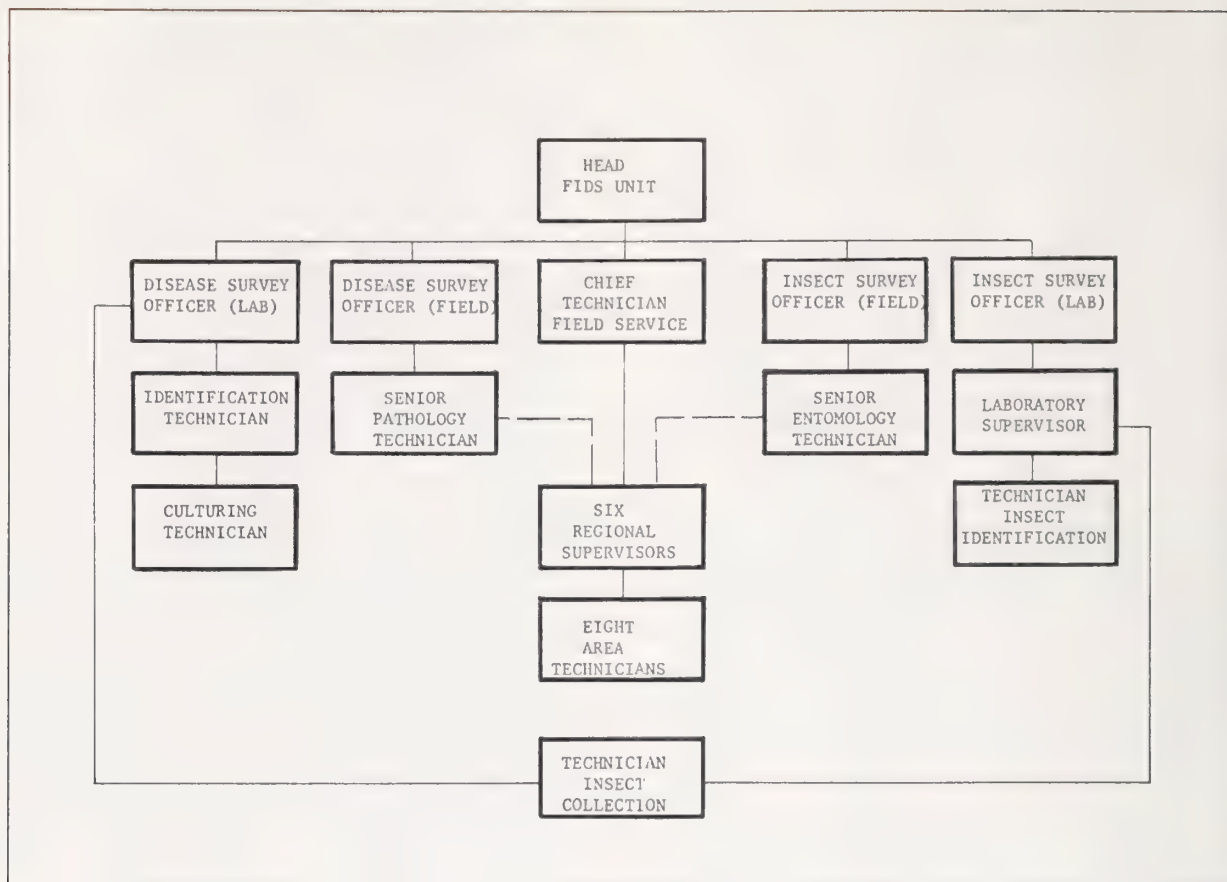 HEAD
FIDS UNIT
DISEASE SURVEY
OFFICER (LAB)
DISEASE SURVEY
OFFICER (FIELD)
CHIEF
TECHNICIAN
FIELD SERVICE
INSECT SURVEY
OFFICER (FIELD)
INSECT SURVEY
OFFICER (LAB)
IDENTIFICATION
TECHNICIAN
SENIOR
PATHOLOGY
TECHNICIAN
SENIOR
ENTOMOLOGY
TECHNICIAN
LABORATORY
SUPERVISOR
CULTURING
TECHNICIAN
SIX
REGIONAL
SUPERVISORS
TECHNICIAN
INSECT
IDENTIFICATION
EIGHT
AREA
TECHNICIANS
TECHNICIAN
INSECT
COLLECTION